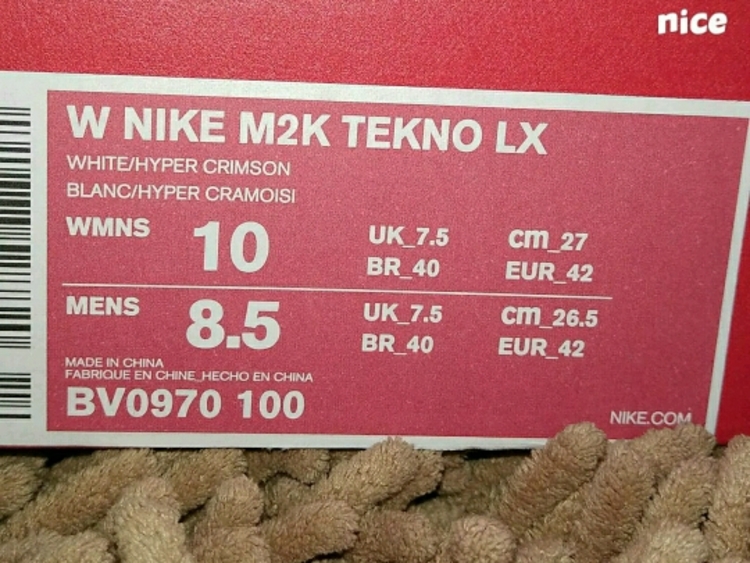 nice
W NIKE M2K TEKNO LX
WHITE/HYPER CRIMSON
BLANC/HYPER CRAMOISI
WMNS 10 UK_7.5 cm_27
BR_40 EUR_42
MENS 8.5 UK_7.5 cm_26.5
BR_40 EUR_42
MADE IN CHINA
FABRIQUE EN CHINE_HECHO EN CHINA
BV0970 100
NIKE.COM